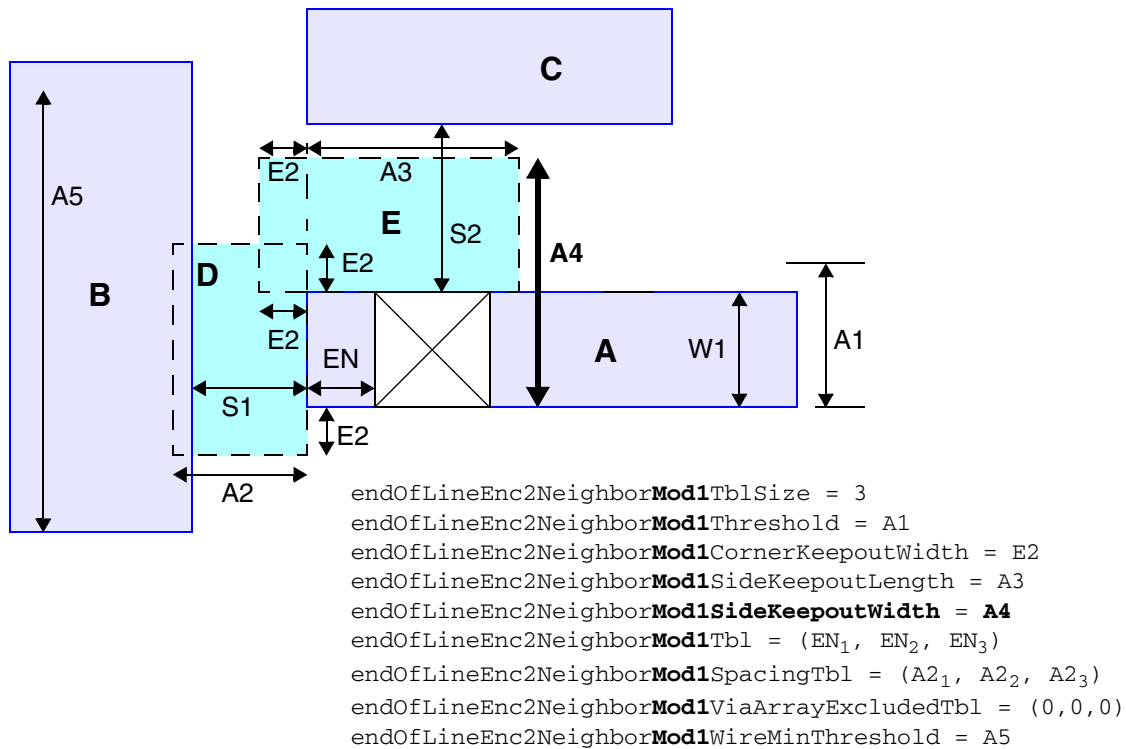 C
E2
A3
A5
E
S2
A4
D
E2
B
E2
EN
A
W1
A1
S1
E2
A2
endOfLineEnc2NeighborMod1TblSize = 3
endOfLineEnc2NeighborMod1Threshold = A1
endOfLineEnc2NeighborMod1CornerKeepoutWidth = E2
endOfLineEnc2NeighborMod1SideKeepoutLength = A3
endOfLineEnc2NeighborMod1SideKeepoutWidth = A4
endOfLineEnc2NeighborMod1Tbl = (EN1, EN2, EN3)
endOfLineEnc2NeighborMod1SpacingTbl = (A21, A22, A23)
endOfLineEnc2NeighborMod1ViaArrayExcludedTbl = (0,0,0)
endOfLineEnc2NeighborMod1WireMinThreshold = A5